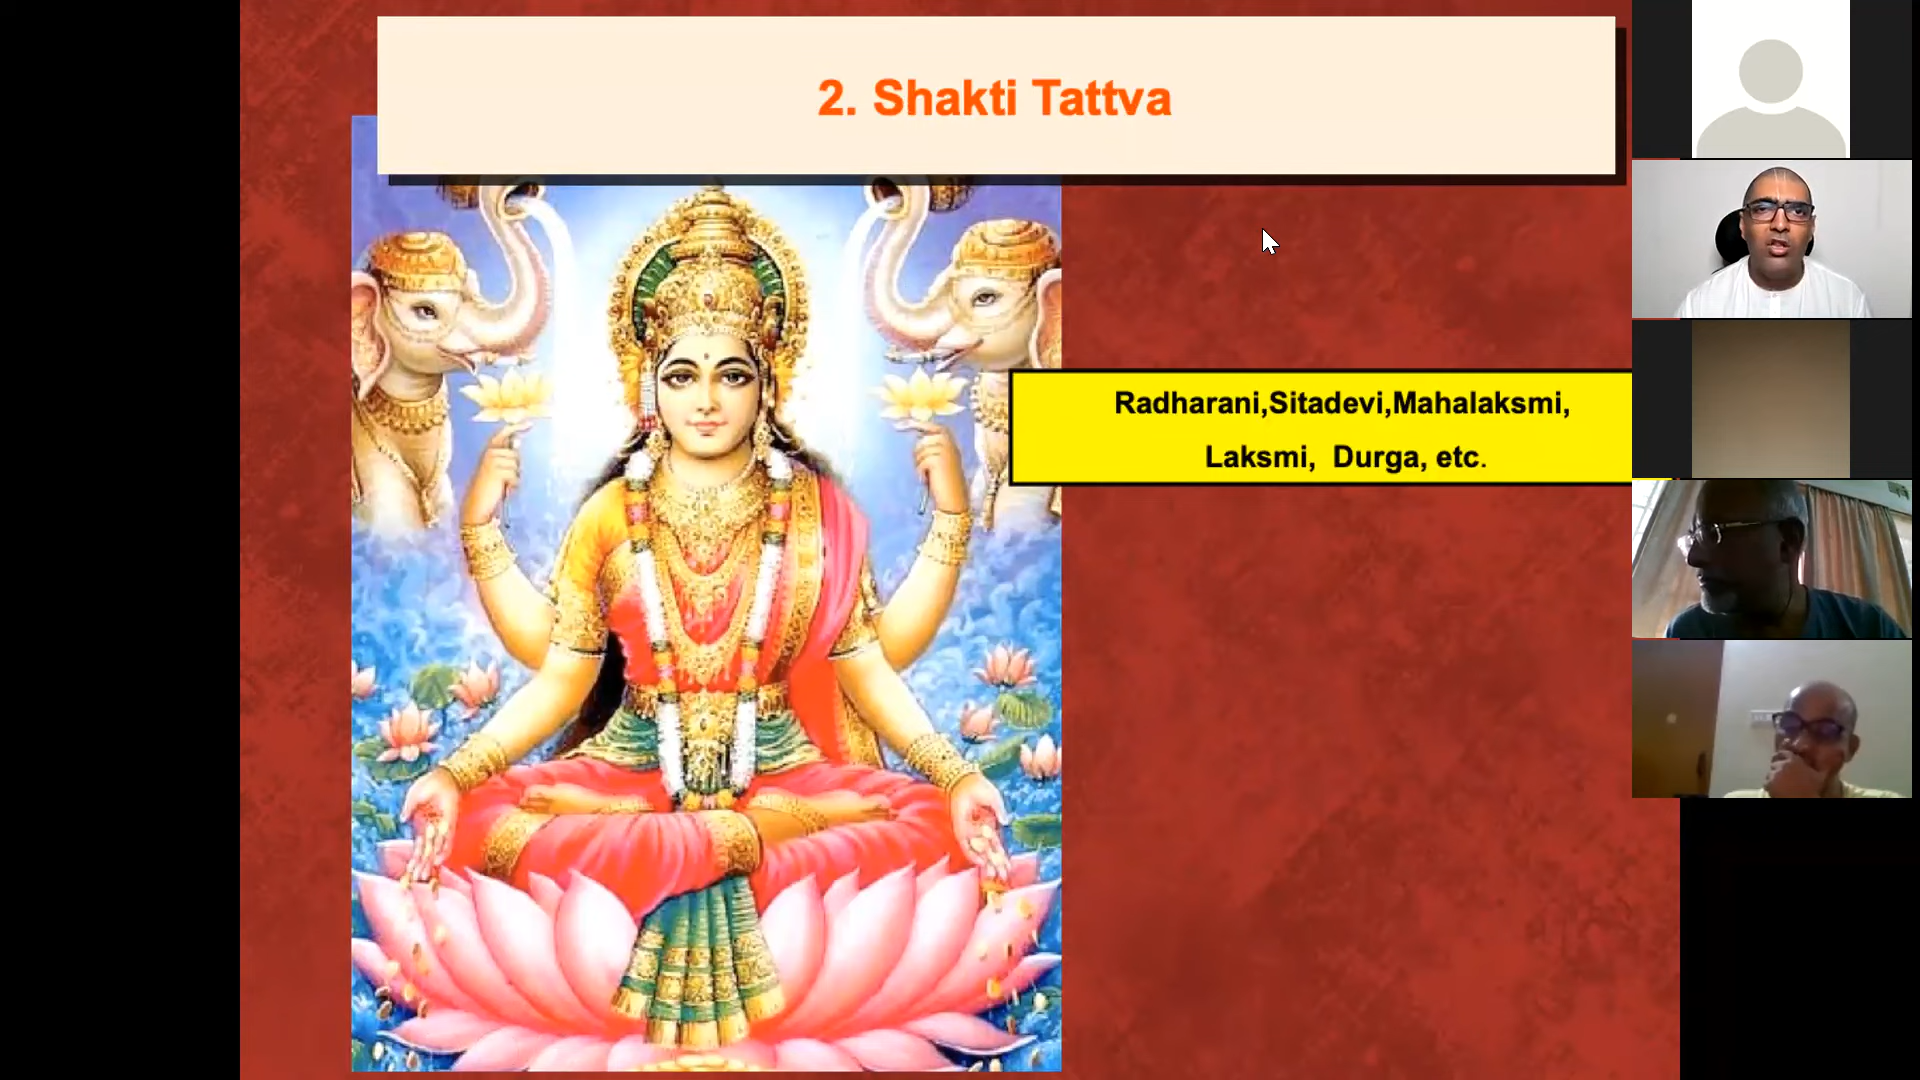 2. Shakti Tattva
Radharani,Sitadevi,Mahalaksmi,
Laksmi, Durga, etc.